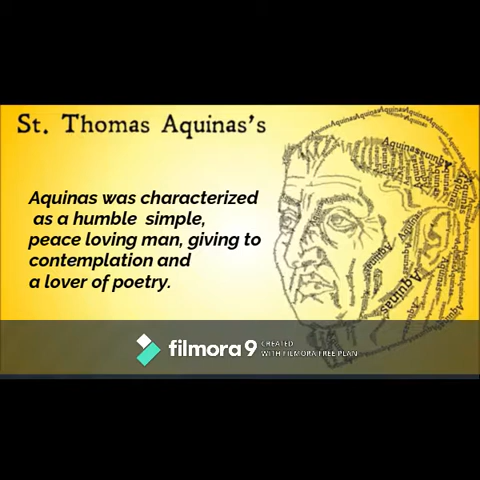 St. Thomas Aquinas's
Aquinas was characterized
as a humble simple,
peace loving man, giving to
contemplation and
a lover of poetry.
filmora9 CREATED
WITH FILMORA FREE PLAN